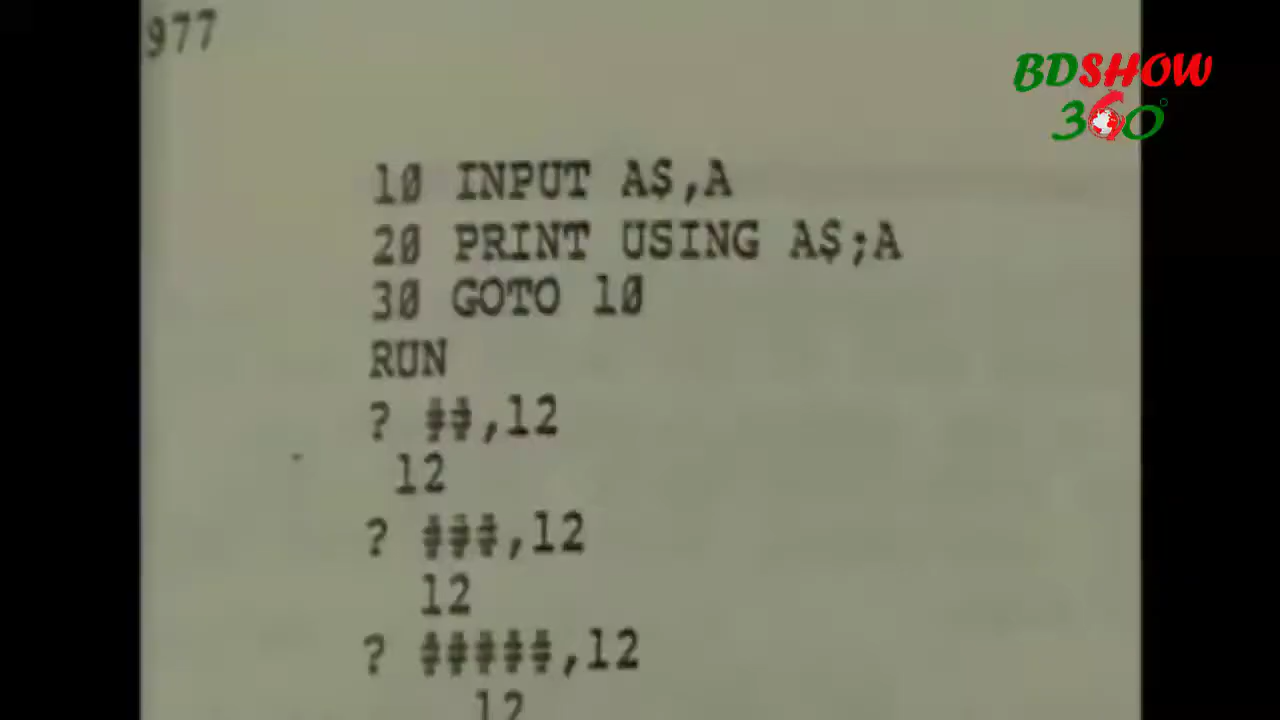 977
BDSHOW
360°
10 INPUT A$,A
20 PRINT USING A$;A
30 GOTO 10
RUN
? ##,12
12
? ###,12
12
? #####,12
12